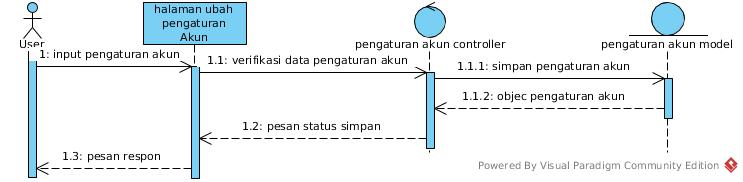 halaman ubah
pengaturan
Akun
User
pengaturan akun controller
pengaturan akun model
1: input pengaturan akun
1.1: verifikasi data pengaturan akun
1.1.1: simpan pengaturan akun
1.1.2: objec pengaturan akun
1.2: pesan status simpan
1.3: pesan respon
Powered By Visual Paradigm Community Edition